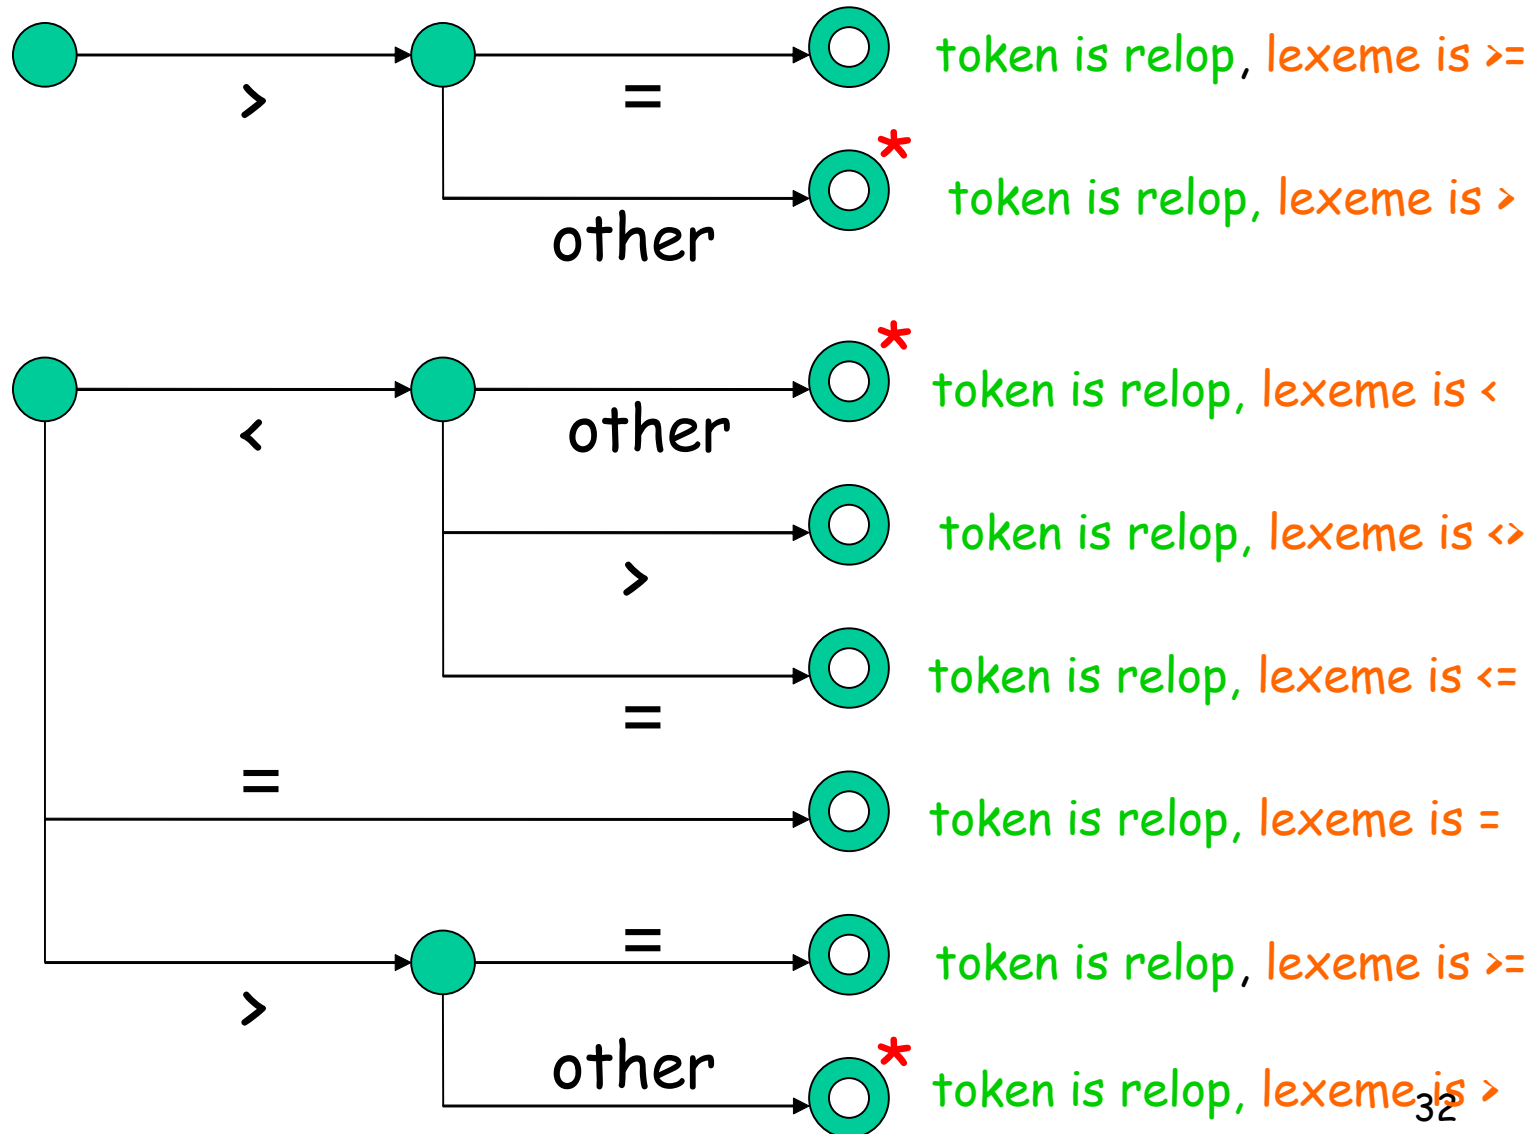 token is relop, lexeme is >=
> =
*
token is relop, lexeme is >
other
*
token is relop, lexeme is <
< other
token is relop, lexeme is <>
>
token is relop, lexeme is <=
=
=
token is relop, lexeme is =
=
token is relop, lexeme is >=
>
other
*
token is relop, lexeme is >
32